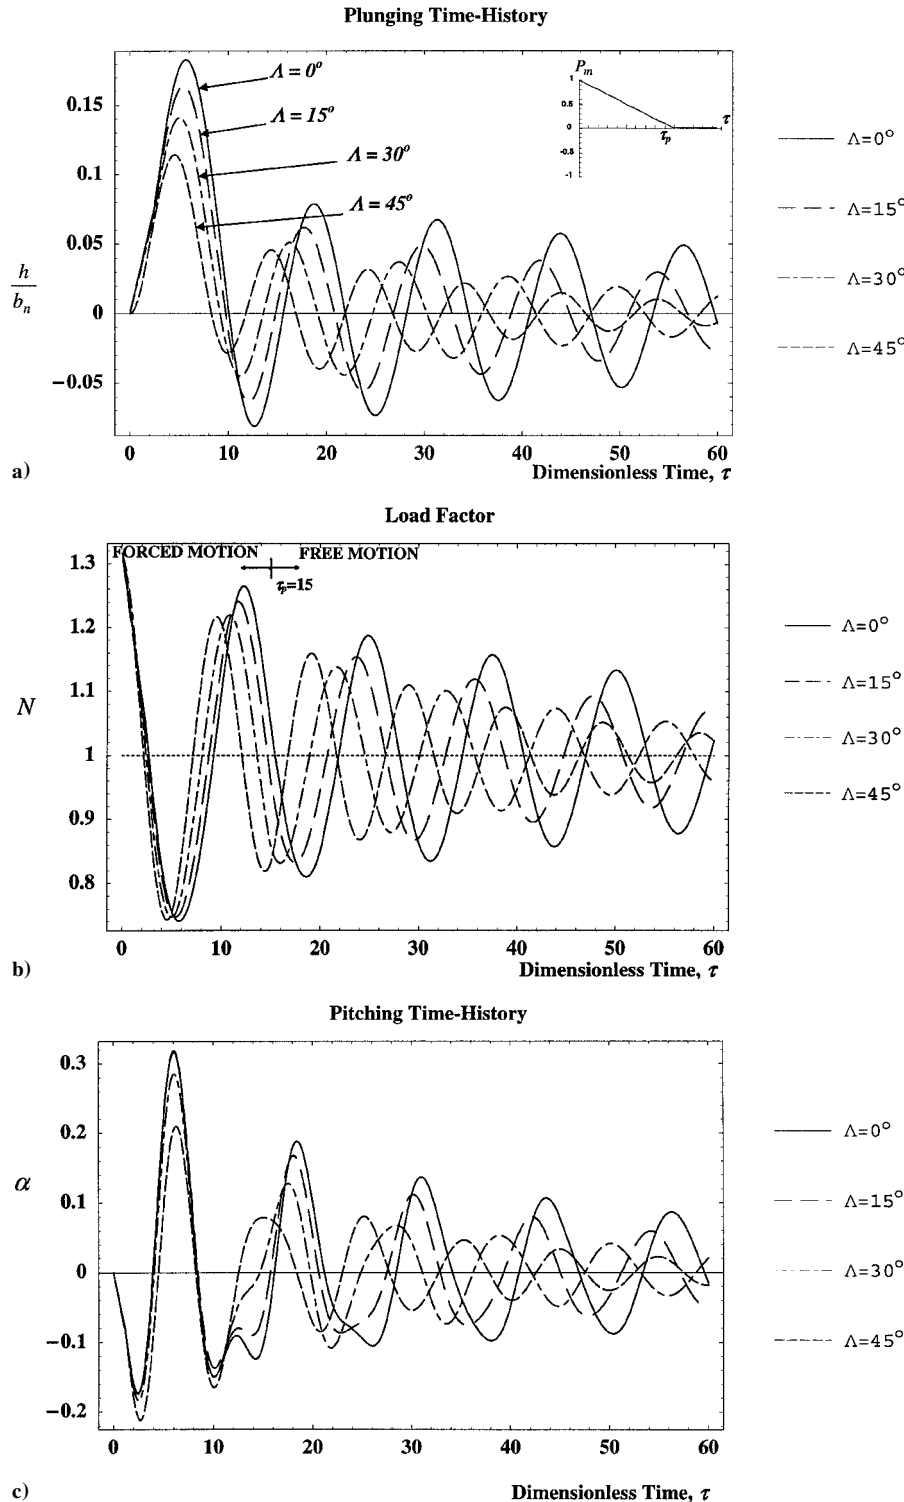 Plunging Time-History
Λ = 0°
Λ = 15°
Λ = 30°
Λ = 45°
Pm
1
0.5
0
-0.5
-1
τp
τ
0.15
0.1
0.05
0
−0.05
h
bn
0 10 20 30 40 50 60
Dimensionless Time, τ
a)
Λ=0°
Λ=15°
Λ=30°
Λ=45°
Load Factor
FORCED MOTION
FREE MOTION
τp=15
1.3
1.2
1.1
1
0.9
0.8
N
0 10 20 30 40 50 60
Dimensionless Time, τ
b)
Λ=0°
Λ=15°
Λ=30°
Λ=45°
Pitching Time-History
0.3
0.2
0.1
0
−0.1
−0.2
α
0 10 20 30 40 50 60
Dimensionless Time, τ
c)
Λ=0°
Λ=15°
Λ=30°
Λ=45°